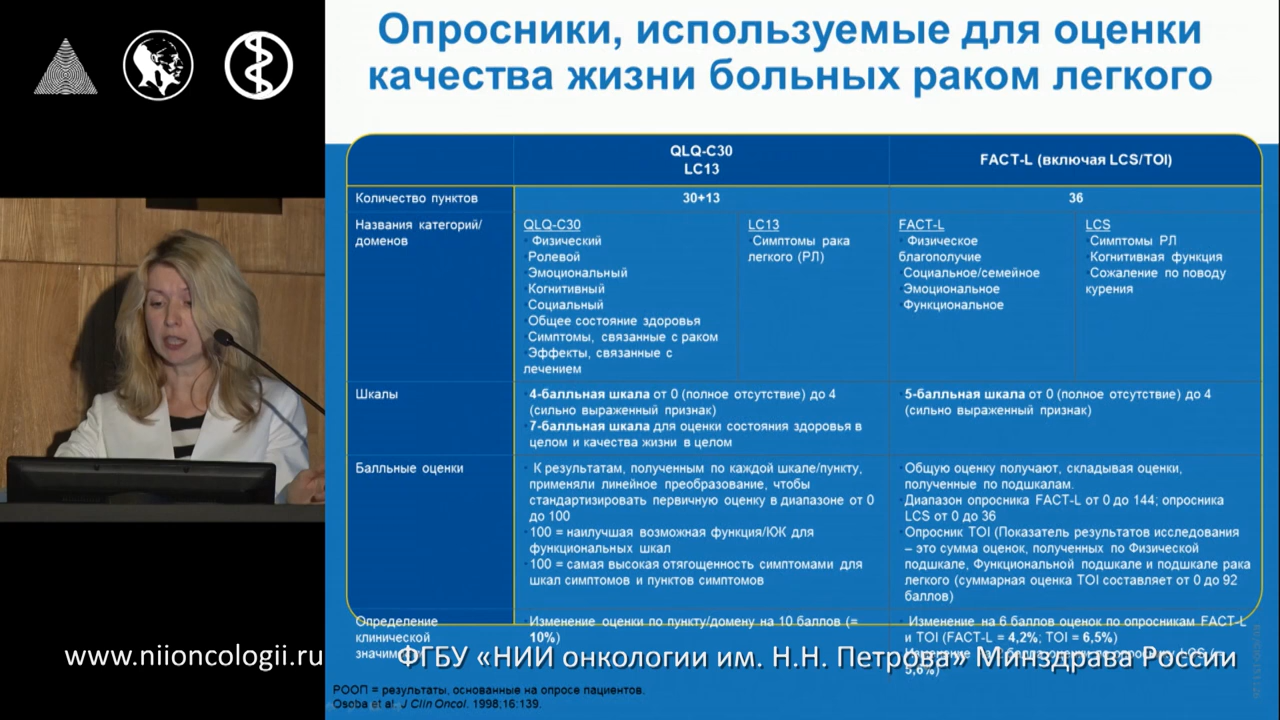 Опросники, используемые для оценки
качества жизни больных раком легкого
QLQ-C30
LC13
FACT-L (включая LCS/TOI)
Количество пунктов
30+13
36
Названия категорий/
доменов
QLQ-C30
Физический
Ролевой
Эмоциональный
Когнитивный
Социальный
Общее состояние здоровья
Симптомы, связанные с раком
Эффекты, связанные с
лечением
LC13
Симптомы рака
легкого (РЛ)
FACT-L
Физическое
благополучие
Социальное/семейное
Эмоциональное
Функциональное
LCS
Симптомы РЛ
Когнитивная функция
Сожаление по поводу
курения
Шкалы
4-балльная шкала от 0 (полное отсутствие) до 4
(сильно выраженный признак)
7-балльная шкала для оценки состояния здоровья в
целом и качества жизни в целом
5-балльная шкала от 0 (полное отсутствие) до 4
(сильно выраженный признак)
Балльные оценки
К результатам, полученным по каждой шкале/пункту,
применяли линейное преобразование, чтобы
стандартизировать первичную оценку в диапазоне от 0
до 100
100 = наилучшая возможная функция/КЖ для
функциональных шкал
100 = самая высокая отягощенность симптомами для
шкал симптомов и пунктов симптомов
Общую оценку получают, складывая оценки,
полученные по подшкалам.
Диапазон опросника FACT-L от 0 до 144; опросника
LCS от 0 до 36
Опросник TOI (Показатель результатов исследования
– это сумма оценок, полученных по Физической
подшкале, Функциональной подшкале и подшкале рака
легкого (суммарная оценка TOI составляет от 0 до 92
баллов)
Определение
клинической
Изменение оценки по пункту/домену на 10 баллов (=
10%)
Изменение на 6 баллов оценок по опросникам FACT-L
и TOI (FACT-L = 4,2%; TOI = 6,5%)
5,6%)
www.niioncologii.ru
ФГБУ «НИИ онкологии им. Н.Н. Петрова» Минздрава России
РООП = результаты, основанные на опросе пациентов.
Osoba et al. J Clin Oncol. 1998;16:139.